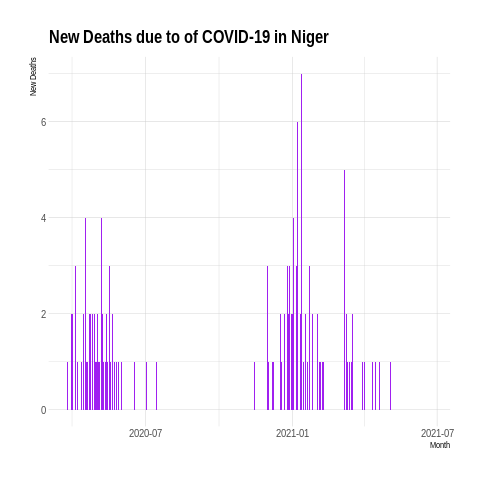 New Deaths due to of COVID-19 in Niger
New Deaths
6
4
2
0
2020-07
2021-01
2021-07
Month